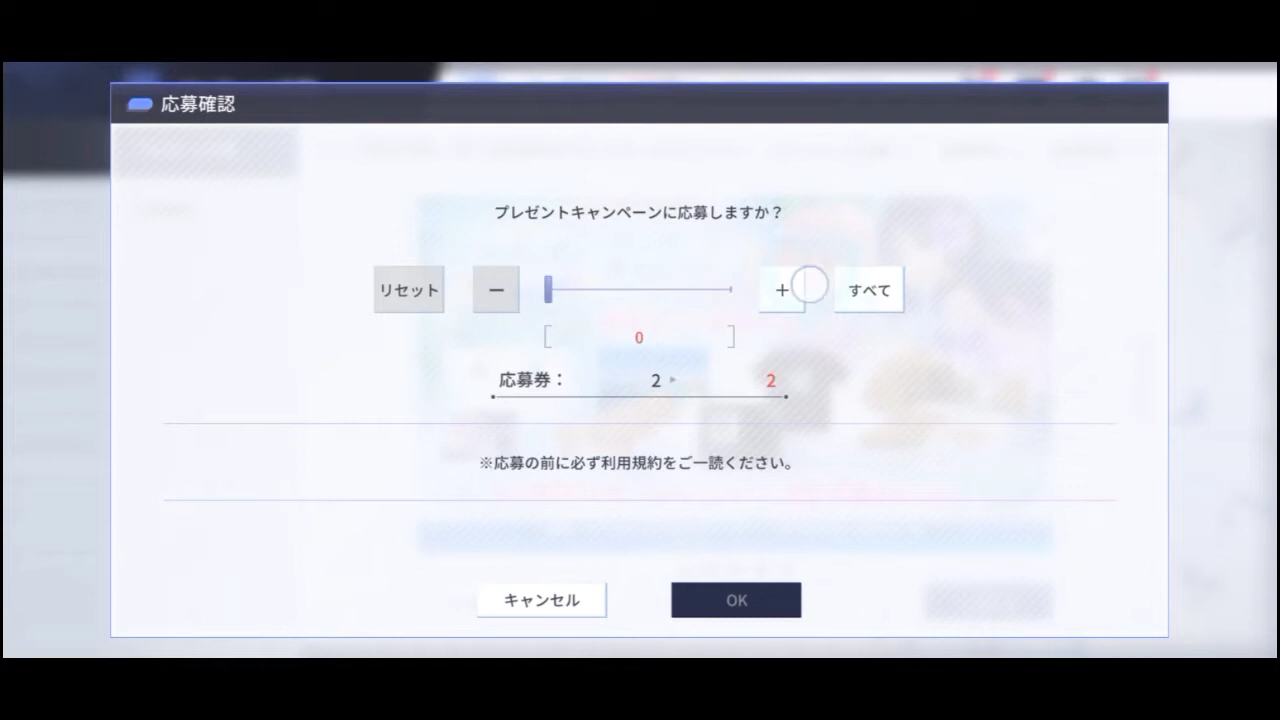 応募確認
プレゼントキャンペーンに応募しますか？
リセット － ＋ すべて
[ 0 ]
応募券： 2 ▸ 2
※応募の前に必ず利用規約をご一読ください。
キャンセル OK